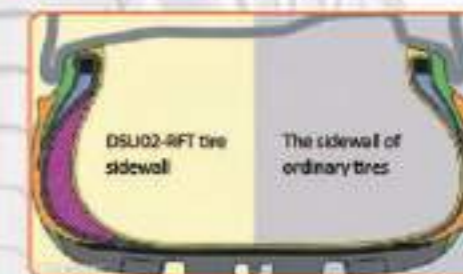 DSU02-RFT tire
sidewall
The sidewall of
ordinary tires